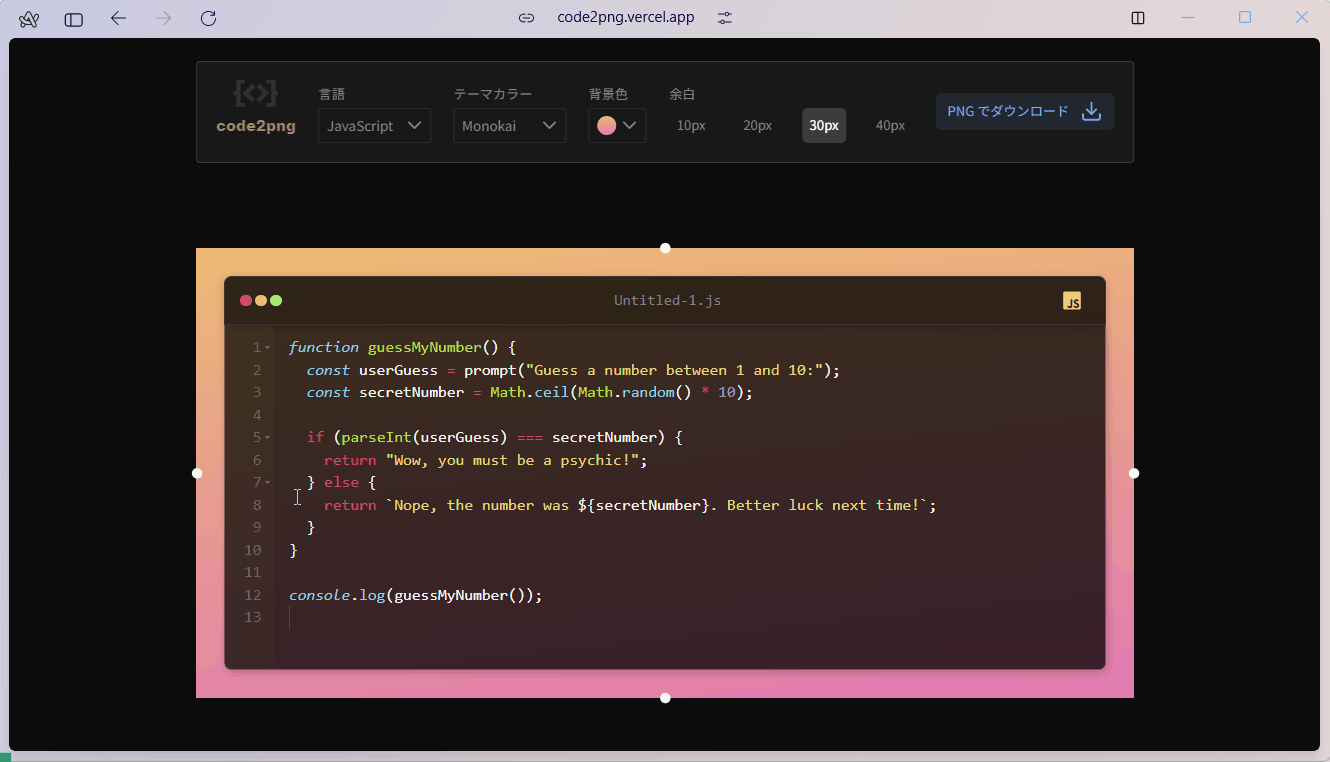 code2png.vercel.app
{<>}
code2png
言語
JavaScript
テーマカラー
Monokai
背景色
余白
10px
20px
30px
40px
PNG でダウンロード
Untitled-1.js
JS
1 function guessMyNumber() {
2   const userGuess = prompt("Guess a number between 1 and 10:");
3   const secretNumber = Math.ceil(Math.random() * 10);
4
5   if (parseInt(userGuess) === secretNumber) {
6     return "Wow, you must be a psychic!";
7   } else {
8     return `Nope, the number was ${secretNumber}. Better luck next time!`;
9   }
10 }
11
12 console.log(guessMyNumber());
13